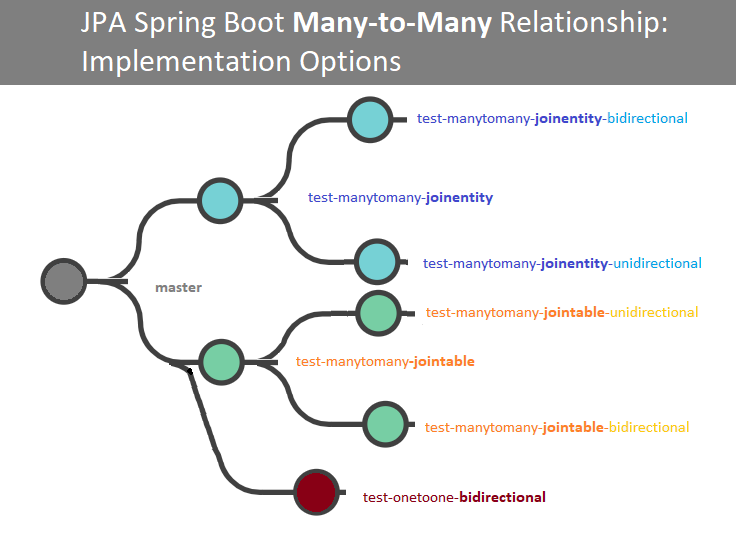 JPA Spring Boot Many-to-Many Relationship:
Implementation Options
test-manytomany-joinentity-bidirectional
test-manytomany-joinentity
test-manytomany-joinentity-unidirectional
master
test-manytomany-jointable-unidirectional
test-manytomany-jointable
test-manytomany-jointable-bidirectional
test-onetoone-bidirectional